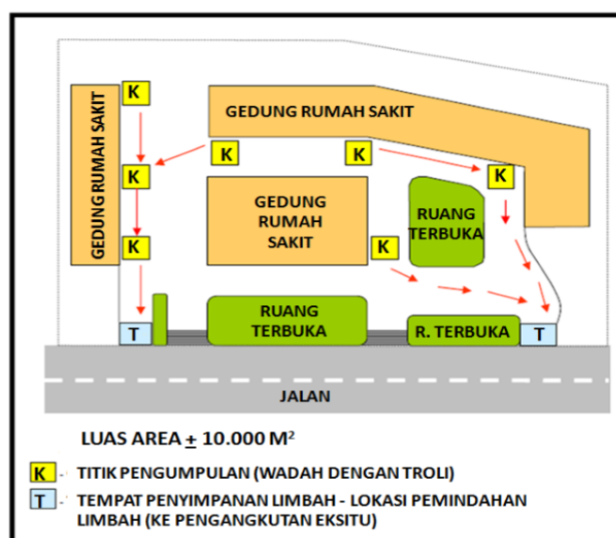 K
GEDUNG RUMAH SAKIT
GEDUNG RUMAH SAKIT
K
K
K
K
GEDUNG
RUMAH
SAKIT
RUANG
TERBUKA
K
K
RUANG
TERBUKA
T
R. TERBUKA
T
JALAN
LUAS AREA ± 10.000 M²
K - TITIK PENGUMPULAN (WADAH DENGAN TROLI)
T - TEMPAT PENYIMPANAN LIMBAH - LOKASI PEMINDAHAN
LIMBAH (KE PENGANGKUTAN EKSITU)